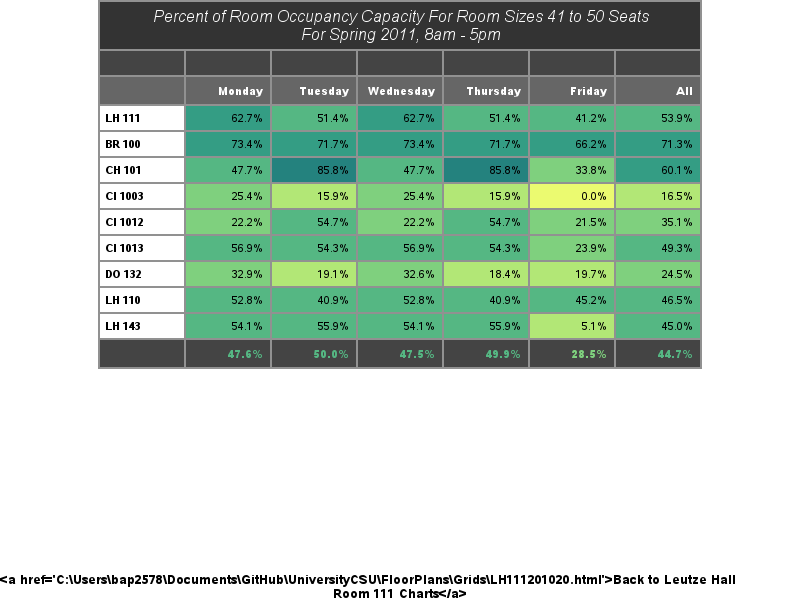 Percent of Room Occupancy Capacity For Room Sizes 41 to 50 Seats
For Spring 2011, 8am - 5pm
Monday Tuesday Wednesday Thursday Friday All
LH 111 62.7% 51.4% 62.7% 51.4% 41.2% 53.9%
BR 100 73.4% 71.7% 73.4% 71.7% 66.2% 71.3%
CH 101 47.7% 85.8% 47.7% 85.8% 33.8% 60.1%
CI 1003 25.4% 15.9% 25.4% 15.9% 0.0% 16.5%
CI 1012 22.2% 54.7% 22.2% 54.7% 21.5% 35.1%
CI 1013 56.9% 54.3% 56.9% 54.3% 23.9% 49.3%
DO 132 32.9% 19.1% 32.6% 18.4% 19.7% 24.5%
LH 110 52.8% 40.9% 52.8% 40.9% 45.2% 46.5%
LH 143 54.1% 55.9% 54.1% 55.9% 5.1% 45.0%
47.6% 50.0% 47.5% 49.9% 28.5% 44.7%
<a href='C:\Users\bap2578\Documents\GitHub\UniversityCSU\FloorPlans\Grids\LH111201020.html'>Back to Leutze Hall
Room 111 Charts</a>